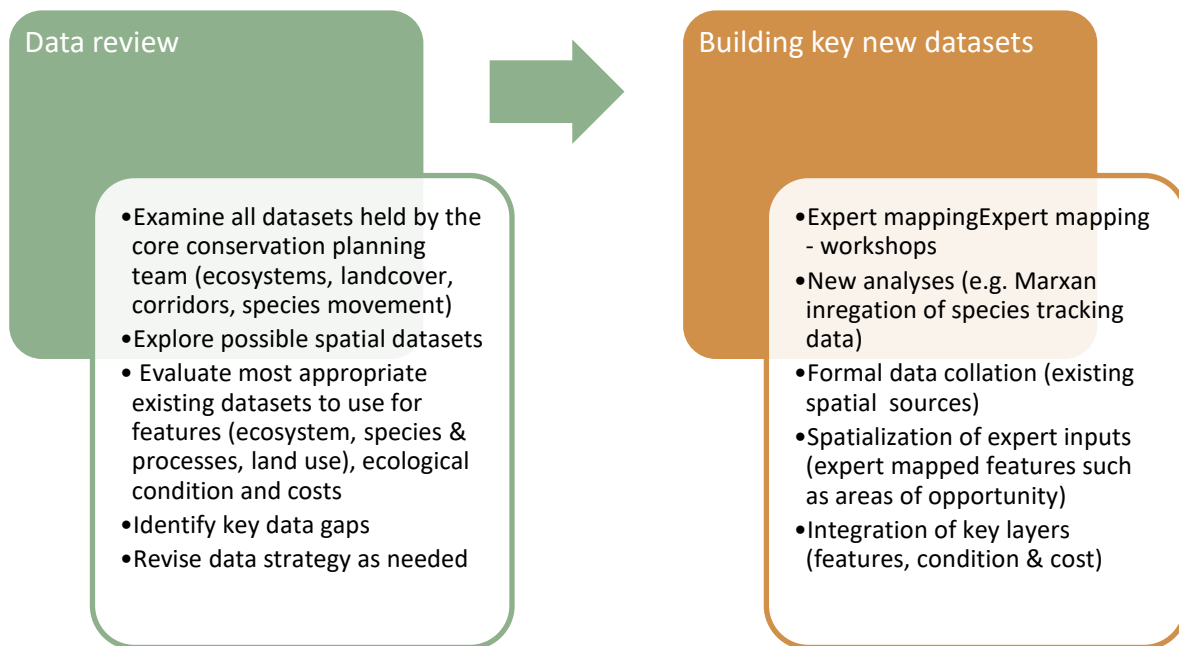 Data review
•Examine all datasets held by the
core conservation planning
team (ecosystems, landcover,
corridors, species movement)
•Explore possible spatial datasets
• Evaluate most appropriate
existing datasets to use for
features (ecosystem, species &
processes, land use), ecological
condition and costs
•Identify key data gaps
•Revise data strategy as needed
Building key new datasets
•Expert mappingExpert mapping
- workshops
•New analyses (e.g. Marxan
inregation of species tracking
data)
•Formal data collation (existing
spatial  sources)
•Spatialization of expert inputs
(expert mapped features such
as areas of opportunity)
•Integration of key layers
(features, condition & cost)